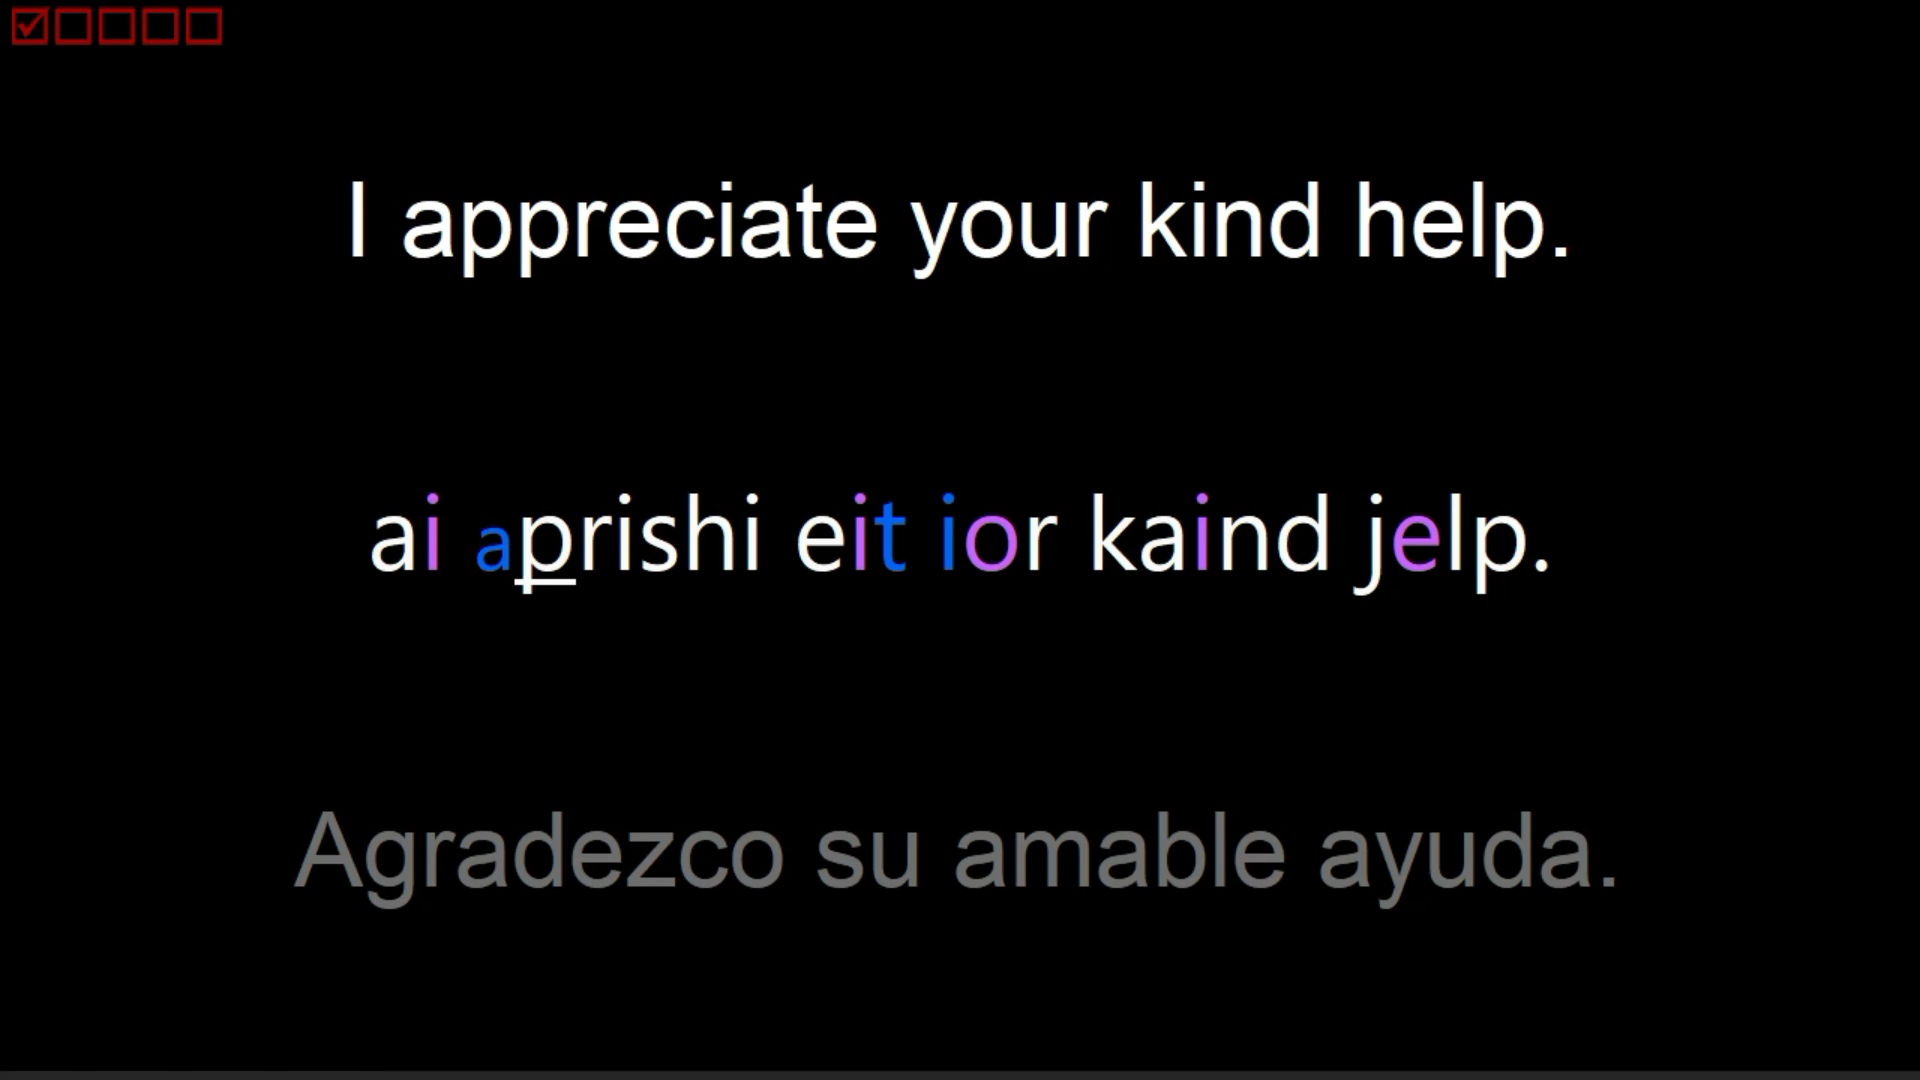 I appreciate your kind help.
ai aprishi eit ior kaind jelp.
Agradezco su amable ayuda.